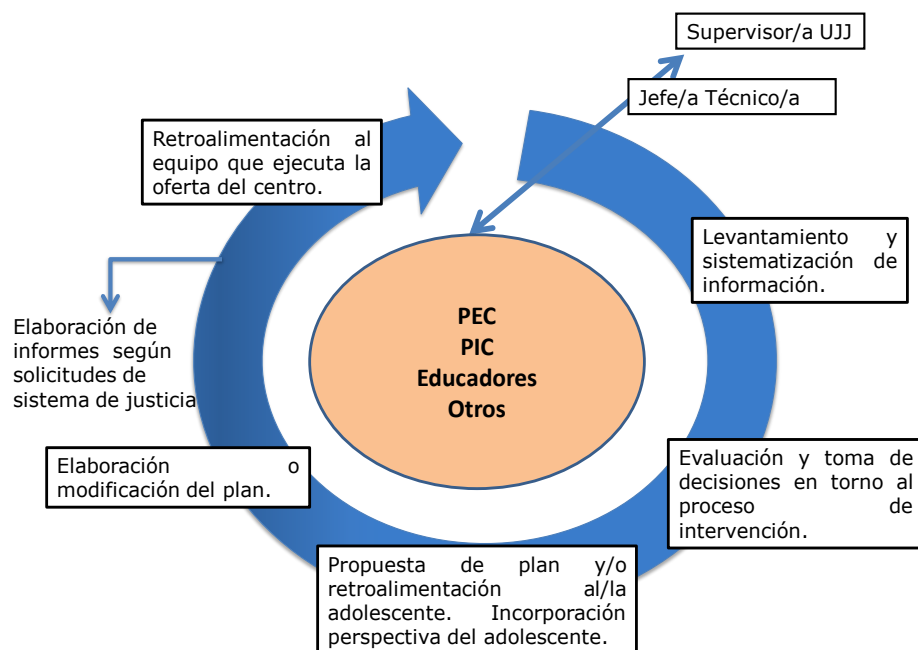 Supervisor/a UJJ
Jefe/a Técnico/a
Retroalimentación al
equipo que ejecuta la
oferta del centro.
Levantamiento y
sistematización de
información.
PEC
PIC
Educadores
Otros
Elaboración de
informes según
solicitudes de
sistema de justicia
Elaboración o
modificación del plan.
Evaluación y toma de
decisiones en torno al
proceso de
intervención.
Propuesta de plan y/o
retroalimentación al/la
adolescente. Incorporación
perspectiva del adolescente.